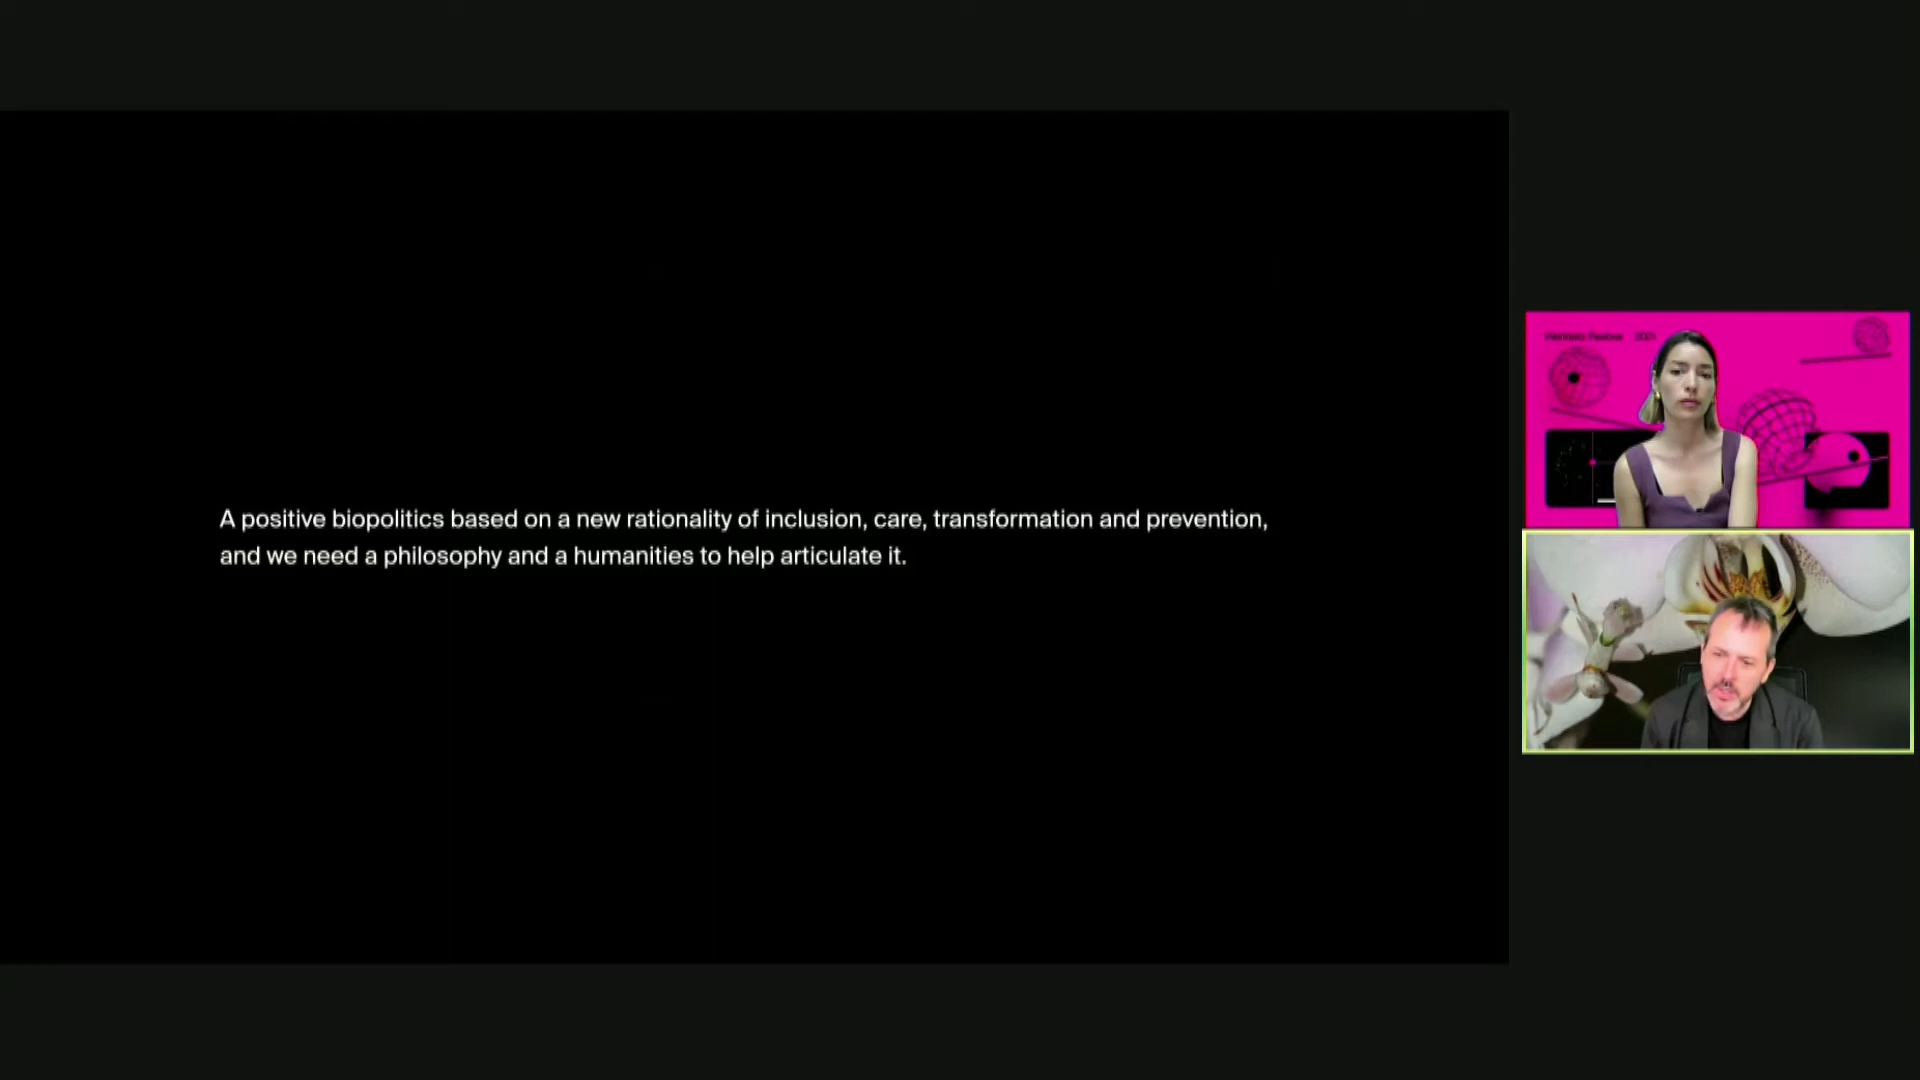 A positive biopolitics based on a new rationality of inclusion, care, transformation and prevention,
and we need a philosophy and a humanities to help articulate it.
2021